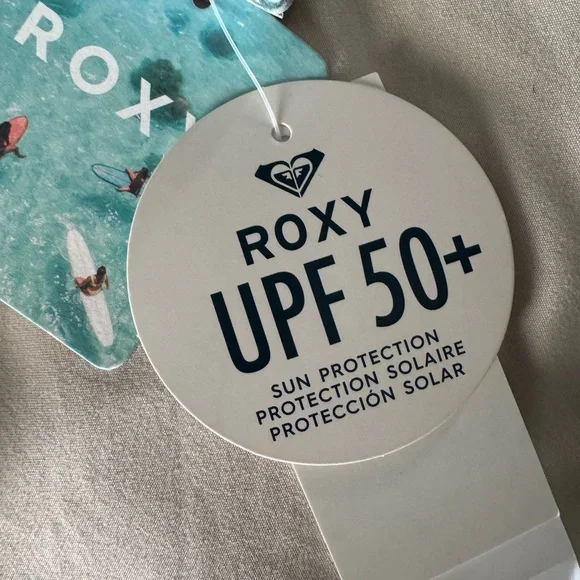 ROXY
ROXY
UPF 50+
SUN PROTECTION
PROTECTION SOLAIRE
PROTECCIÓN SOLAR